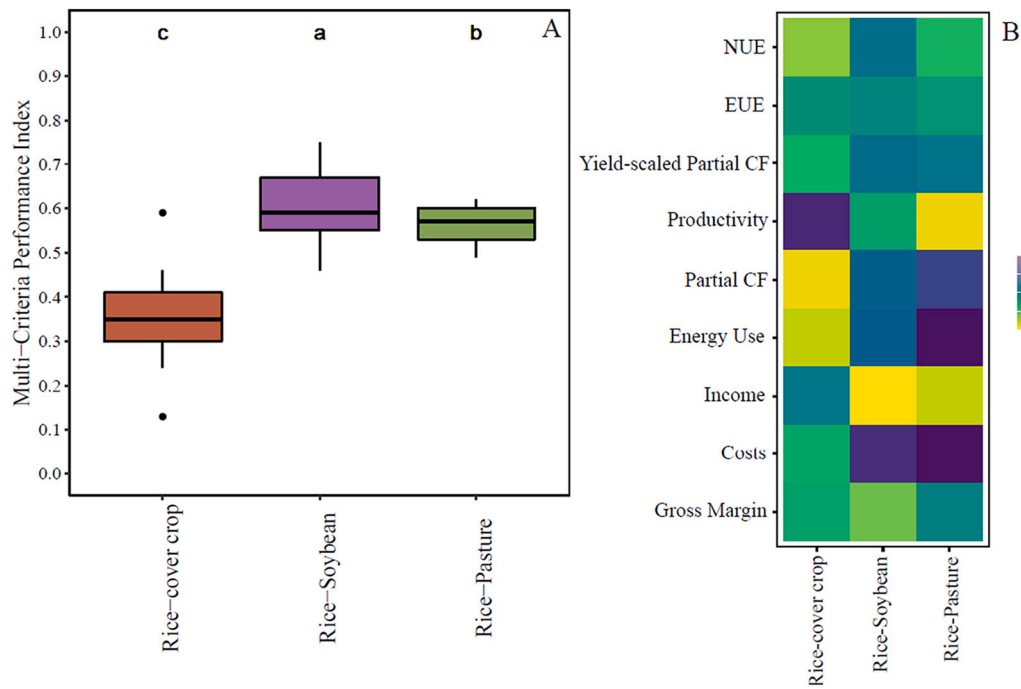 A
c a b
Multi−Criteria Performance Index
1.0
0.9
0.8
0.7
0.6
0.5
0.4
0.3
0.2
0.1
0.0
Rice−cover crop
Rice−Soybean
Rice−Pasture
B
NUE
EUE
Yield-scaled Partial CF
Productivity
Partial CF
Energy Use
Income
Costs
Gross Margin
Rice-cover crop
Rice-Soybean
Rice-Pasture